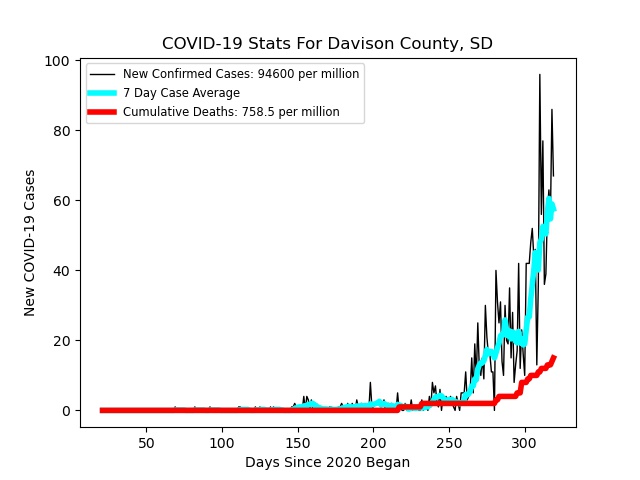 COVID-19 Stats For Davison County, SD
New Confirmed Cases: 94600 per million
7 Day Case Average
Cumulative Deaths: 758.5 per million
New COVID-19 Cases
100
80
60
40
20
0
50
100
150
200
250
300
Days Since 2020 Began